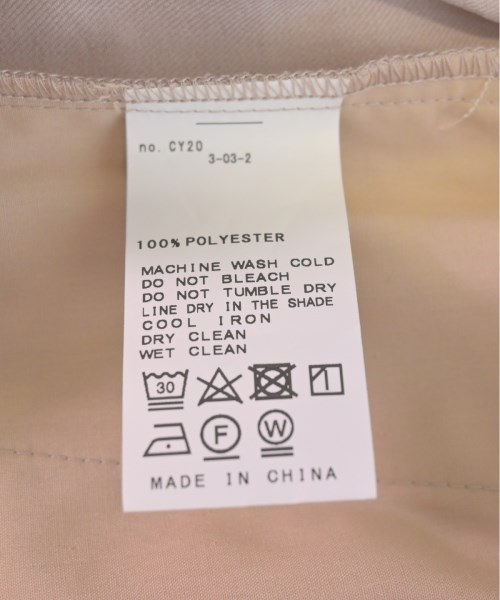 no. CY20
3-03-2
100% POLYESTER
MACHINE WASH COLD
DO NOT BLEACH
DO NOT TUMBLE DRY
LINE DRY IN THE SHADE
COOL IRON
DRY CLEAN
WET CLEAN
30
F W
MADE IN CHINA